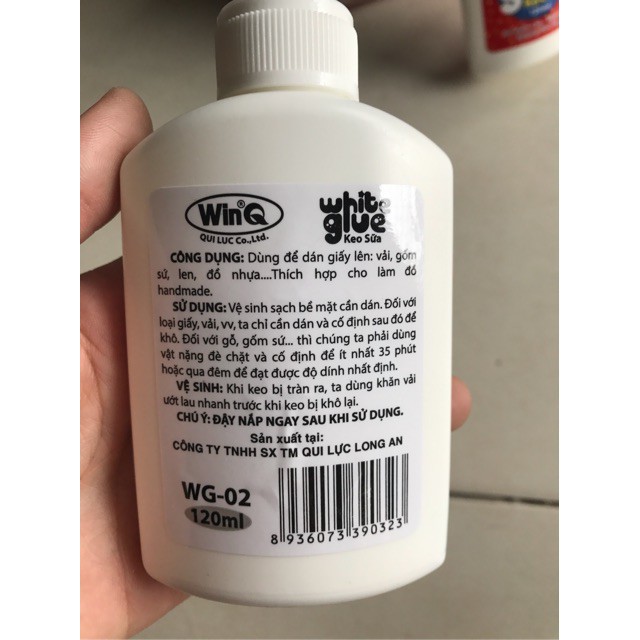 Win®Q
QUI LUC Co.,Ltd.
white
glue
Keo Sữa
CÔNG DỤNG: Dùng để dán giấy lên: vải, gốm
sứ, len, đồ nhựa....Thích hợp cho làm đồ
handmade.
SỬ DỤNG: Vệ sinh sạch bề mặt cần dán. Đối với
loại giấy, vải, vv, ta chỉ cần dán và cố định sau đó để
khô. Đối với gỗ, gốm sứ... thì chúng ta phải dùng
vật nặng đè chặt và cố định để ít nhất 35 phút
hoặc qua đêm để đạt được độ dính nhất định.
VỆ SINH: Khi keo bị tràn ra, ta dùng khăn vải
ướt lau nhanh trước khi keo bị khô lại.
CHÚ Ý: ĐẬY NẮP NGAY SAU KHI SỬ DỤNG.
Sản xuất tại:
CÔNG TY TNHH SX TM QUI LỰC LONG AN
WG-02
120ml
8 936073 390323